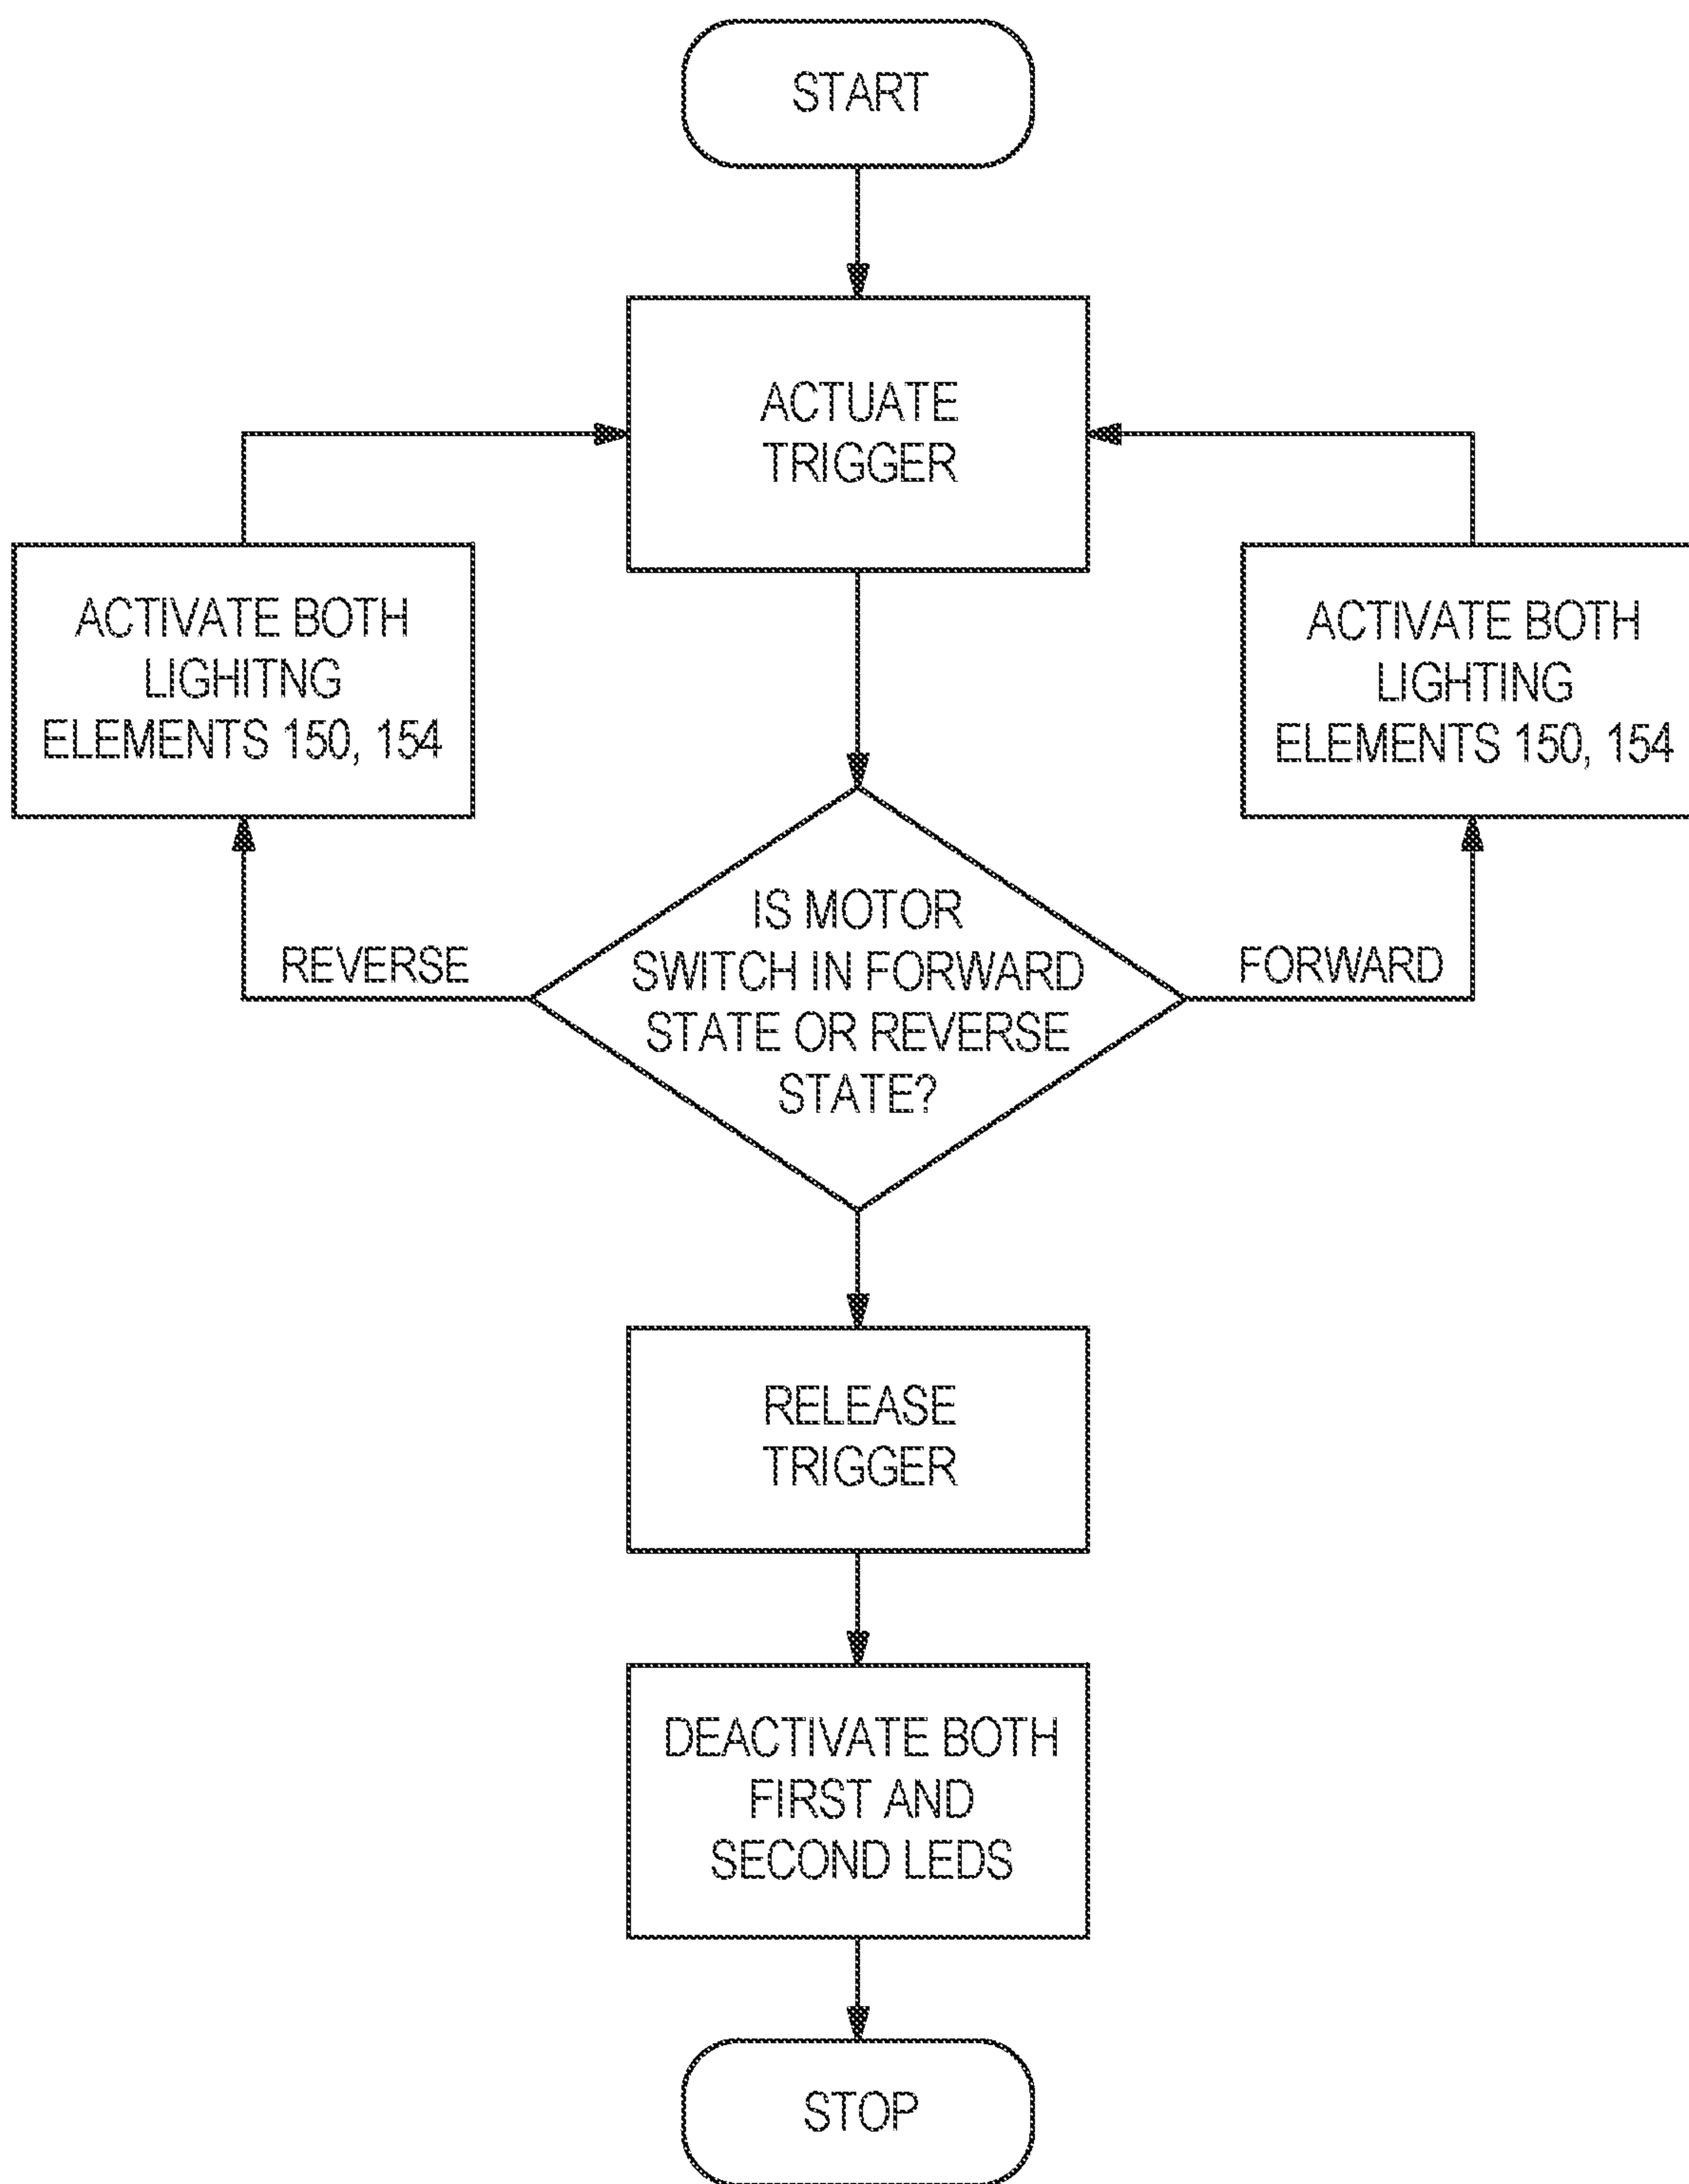 START
ACTUATE
TRIGGER
ACTIVATE BOTH
LIGHITNG
ELEMENTS 150, 154
ACTIVATE BOTH
LIGHTING
ELEMENTS 150, 154
IS MOTOR
SWITCH IN FORWARD
STATE OR REVERSE
STATE?
REVERSE
FORWARD
RELEASE
TRIGGER
DEACTIVATE BOTH
FIRST AND
SECOND LEDS
STOP